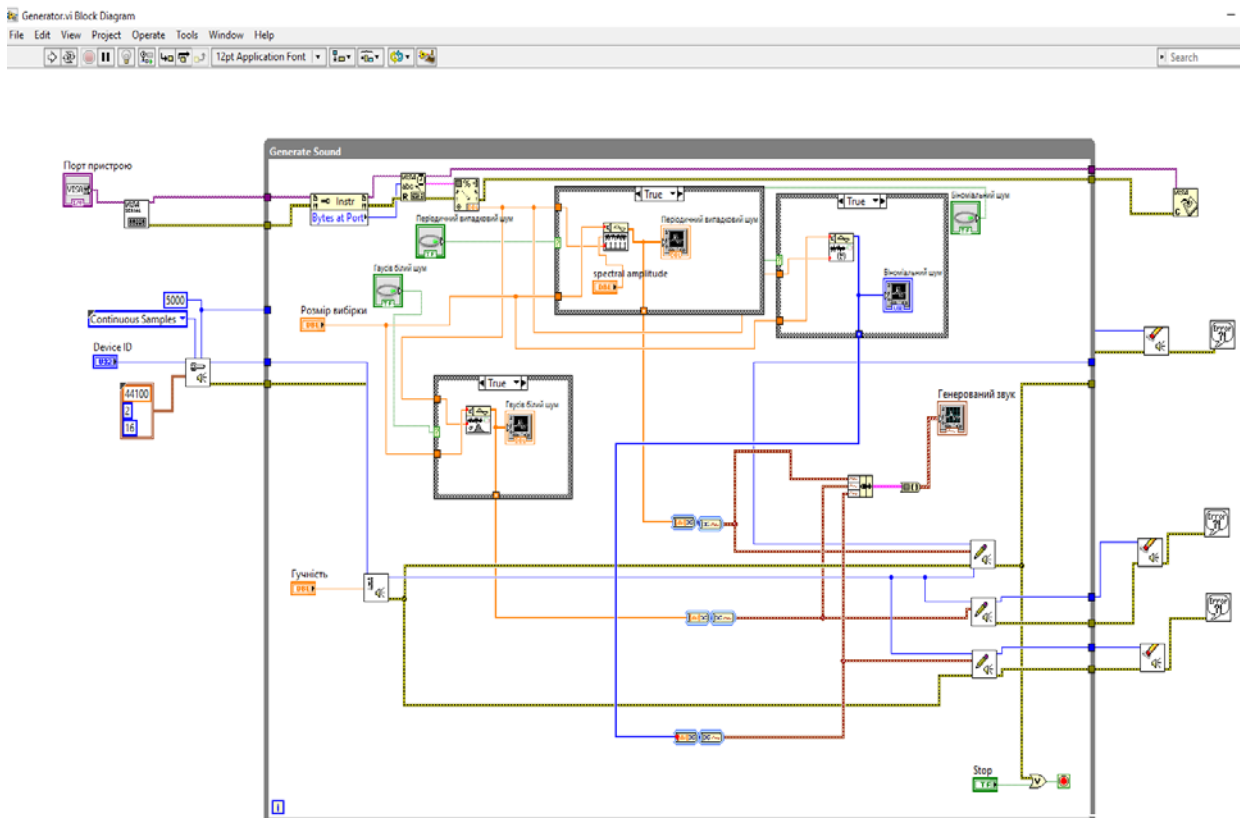 Generator.vi Block Diagram
File Edit View Project Operate Tools Window Help
12pt Application Font
Search
Generate Sound
Порт пристрою
Instr
Bytes at Port
True
True
Періодичний випадковий шум
Періодичний випадковий шум
Біноміальний шум
Гаусів білий шум
spectral amplitude
Біноміальний шум
5000
Розмір вибірки
Continuous Samples
Device ID
True
44100
2
16
Гаусів білий шум
Генерований звук
Error
Error
Error
Гучність
Stop
i